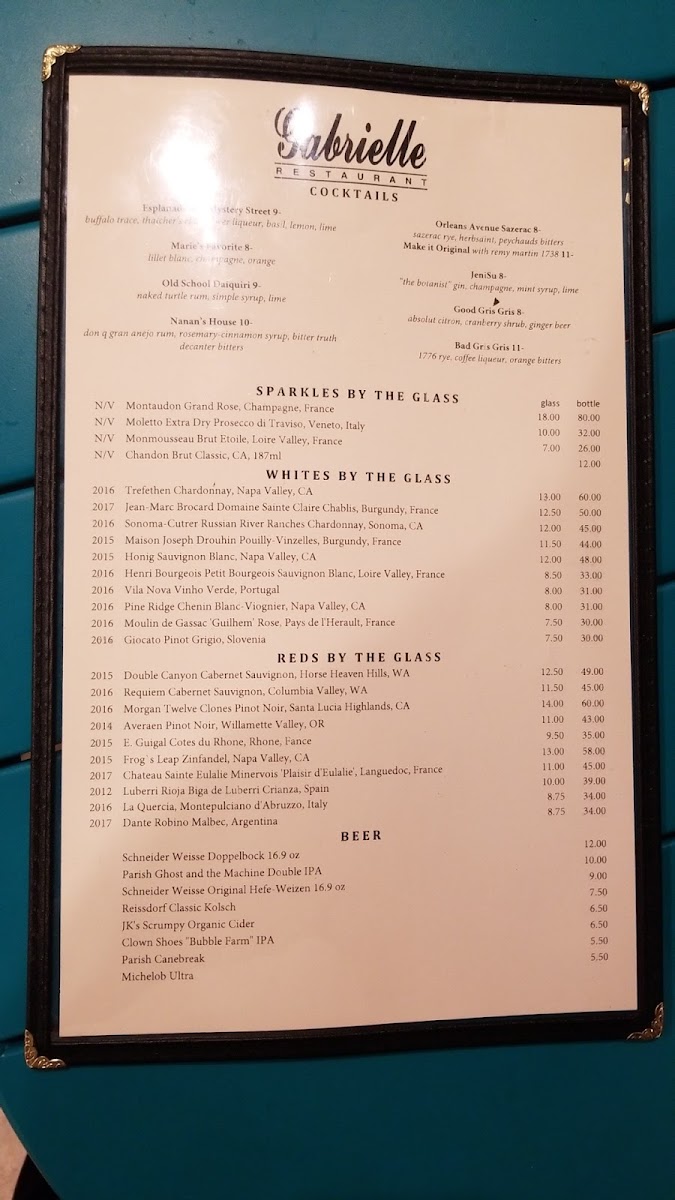 Gabrielle
RESTAURANT
COCKTAILS
Mystery Street 9-
buffalo trace, liqueur, basil, lemon, lime
Marie's Favorite 8-
lillet blanc, champagne, orange
Old School Daiquiri 9-
naked turtle rum, simple syrup, lime
Nanan's House 10-
don q gran anejo rum, rosemary-cinnamon syrup, bitter truth
decanter bitters
Orleans Avenue Sazerac 8-
sazerac rye, herbsaint, peychauds bitters
Make it Original with remy martin 1738 11-
JeniSu 8-
"the botanist" gin, champagne, mint syrup, lime
Good Gris Gris 8-
absolut citron, cranberry shrub, ginger beer
Bad Gris Gris 11-
1776 rye, coffee liqueur, orange bitters
SPARKLES BY THE GLASS glass bottle
N/V Montaudon Grand Rose, Champagne, France 18.00 80.00
N/V Moletto Extra Dry Prosecco di Traviso, Veneto, Italy 10.00 32.00
N/V Monmousseau Brut Etoile, Loire Valley, France 7.00 26.00
N/V Chandon Brut Classic, CA, 187ml 12.00
WHITES BY THE GLASS
2016 Trefethen Chardonnay, Napa Valley, CA 13.00 60.00
2017 Jean-Marc Brocard Domaine Sainte Claire Chablis, Burgundy, France 12.50 50.00
2016 Sonoma-Cutrer Russian River Ranches Chardonnay, Sonoma, CA 12.00 45.00
2015 Maison Joseph Drouhin Pouilly-Vinzelles, Burgundy, France 11.50 44.00
2015 Honig Sauvignon Blanc, Napa Valley, CA 12.00 48.00
2016 Henri Bourgeois Petit Bourgeois Sauvignon Blanc, Loire Valley, France 8.50 33.00
2016 Vila Nova Vinho Verde, Portugal 8.00 31.00
2016 Pine Ridge Chenin Blanc-Viognier, Napa Valley, CA 8.00 31.00
2016 Moulin de Gassac 'Guilhem' Rose, Pays de l'Herault, France 7.50 30.00
2016 Giocato Pinot Grigio, Slovenia 7.50 30.00
REDS BY THE GLASS
2015 Double Canyon Cabernet Sauvignon, Horse Heaven Hills, WA 12.50 49.00
2016 Requiem Cabernet Sauvignon, Columbia Valley, WA 11.50 45.00
2016 Morgan Twelve Clones Pinot Noir, Santa Lucia Highlands, CA 14.00 60.00
2014 Averaen Pinot Noir, Willamette Valley, OR 11.00 43.00
2015 E. Guigal Cotes du Rhone, Rhone, Fance 9.50 35.00
2015 Frog's Leap Zinfandel, Napa Valley, CA 13.00 58.00
2017 Chateau Sainte Eulalie Minervois 'Plaisir d'Eulalie', Languedoc, France 11.00 45.00
2012 Luberri Rioja Biga de Luberri Crianza, Spain 10.00 39.00
2016 La Quercia, Montepulciano d'Abruzzo, Italy 8.75 34.00
2017 Dante Robino Malbec, Argentina 8.75 34.00
BEER
Schneider Weisse Doppelbock 16.9 oz 12.00
Parish Ghost and the Machine Double IPA 10.00
Schneider Weisse Original Hefe-Weizen 16.9 oz 9.00
Reissdorf Classic Kolsch 7.50
JK's Scrumpy Organic Cider 6.50
Clown Shoes "Bubble Farm" IPA 6.50
Parish Canebreak 5.50
Michelob Ultra 5.50